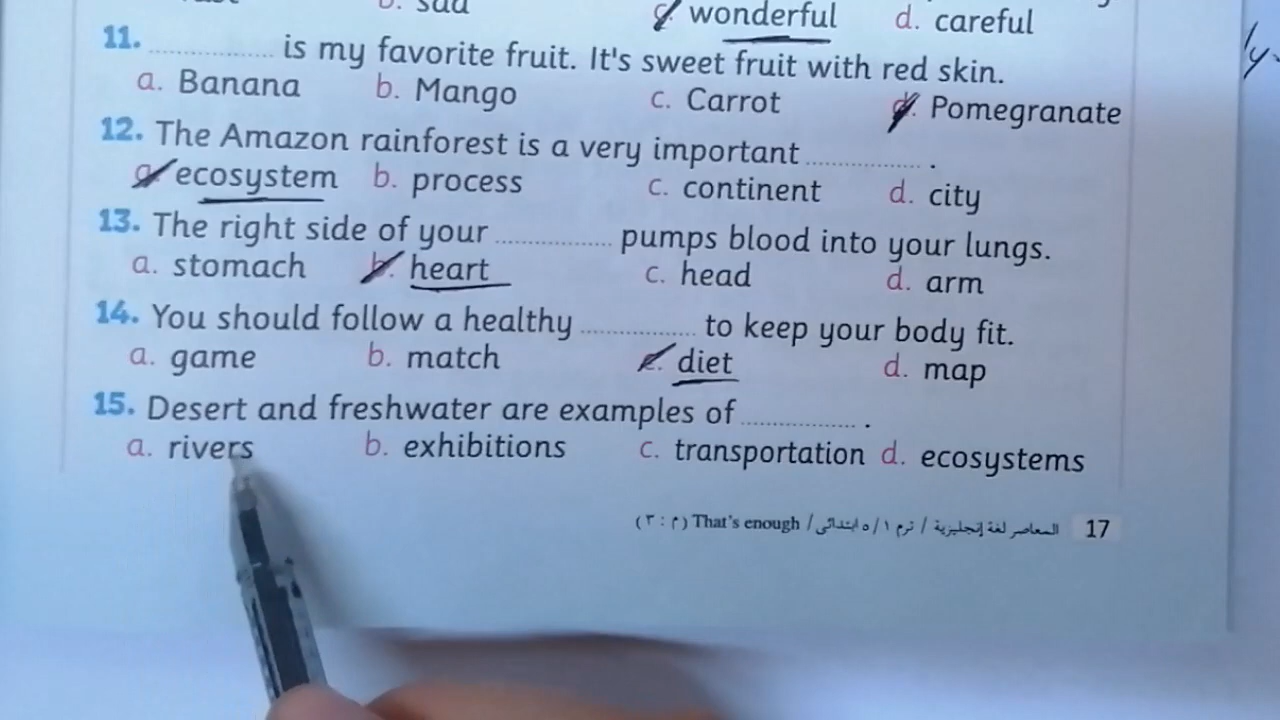 b. sad c. wonderful d. careful
11. ............ is my favorite fruit. It's sweet fruit with red skin.
a. Banana b. Mango c. Carrot d. Pomegranate
12. The Amazon rainforest is a very important ............ .
a. ecosystem b. process c. continent d. city
13. The right side of your ............ pumps blood into your lungs.
a. stomach b. heart c. head d. arm
14. You should follow a healthy ............ to keep your body fit.
a. game b. match c. diet d. map
15. Desert and freshwater are examples of ............ .
a. rivers b. exhibitions c. transportation d. ecosystems
المعاصر لغة إنجليزية / ترم ١ / ٥ ابتدائى / That's enough (م : ٣) 17